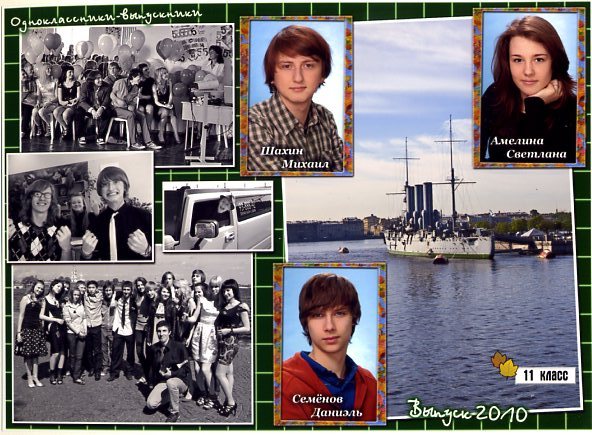 Одноклассники-выпускники
Шахин
Михаил
Амелина
Светлана
Семёнов
Даниэль
11 класс
Выпуск-2010